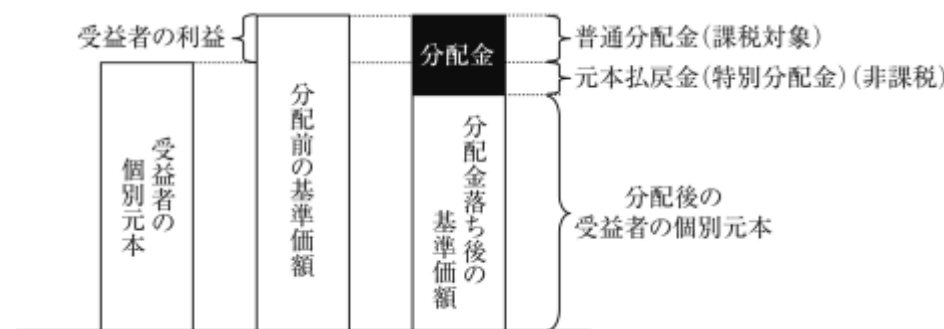 受益者の利益
分配金
普通分配金(課税対象)
元本払戻金(特別分配金)(非課税)
受益者の
個別元本
分配前の基準価額
分配金落ち後の
基準価額
分配後の
受益者の個別元本